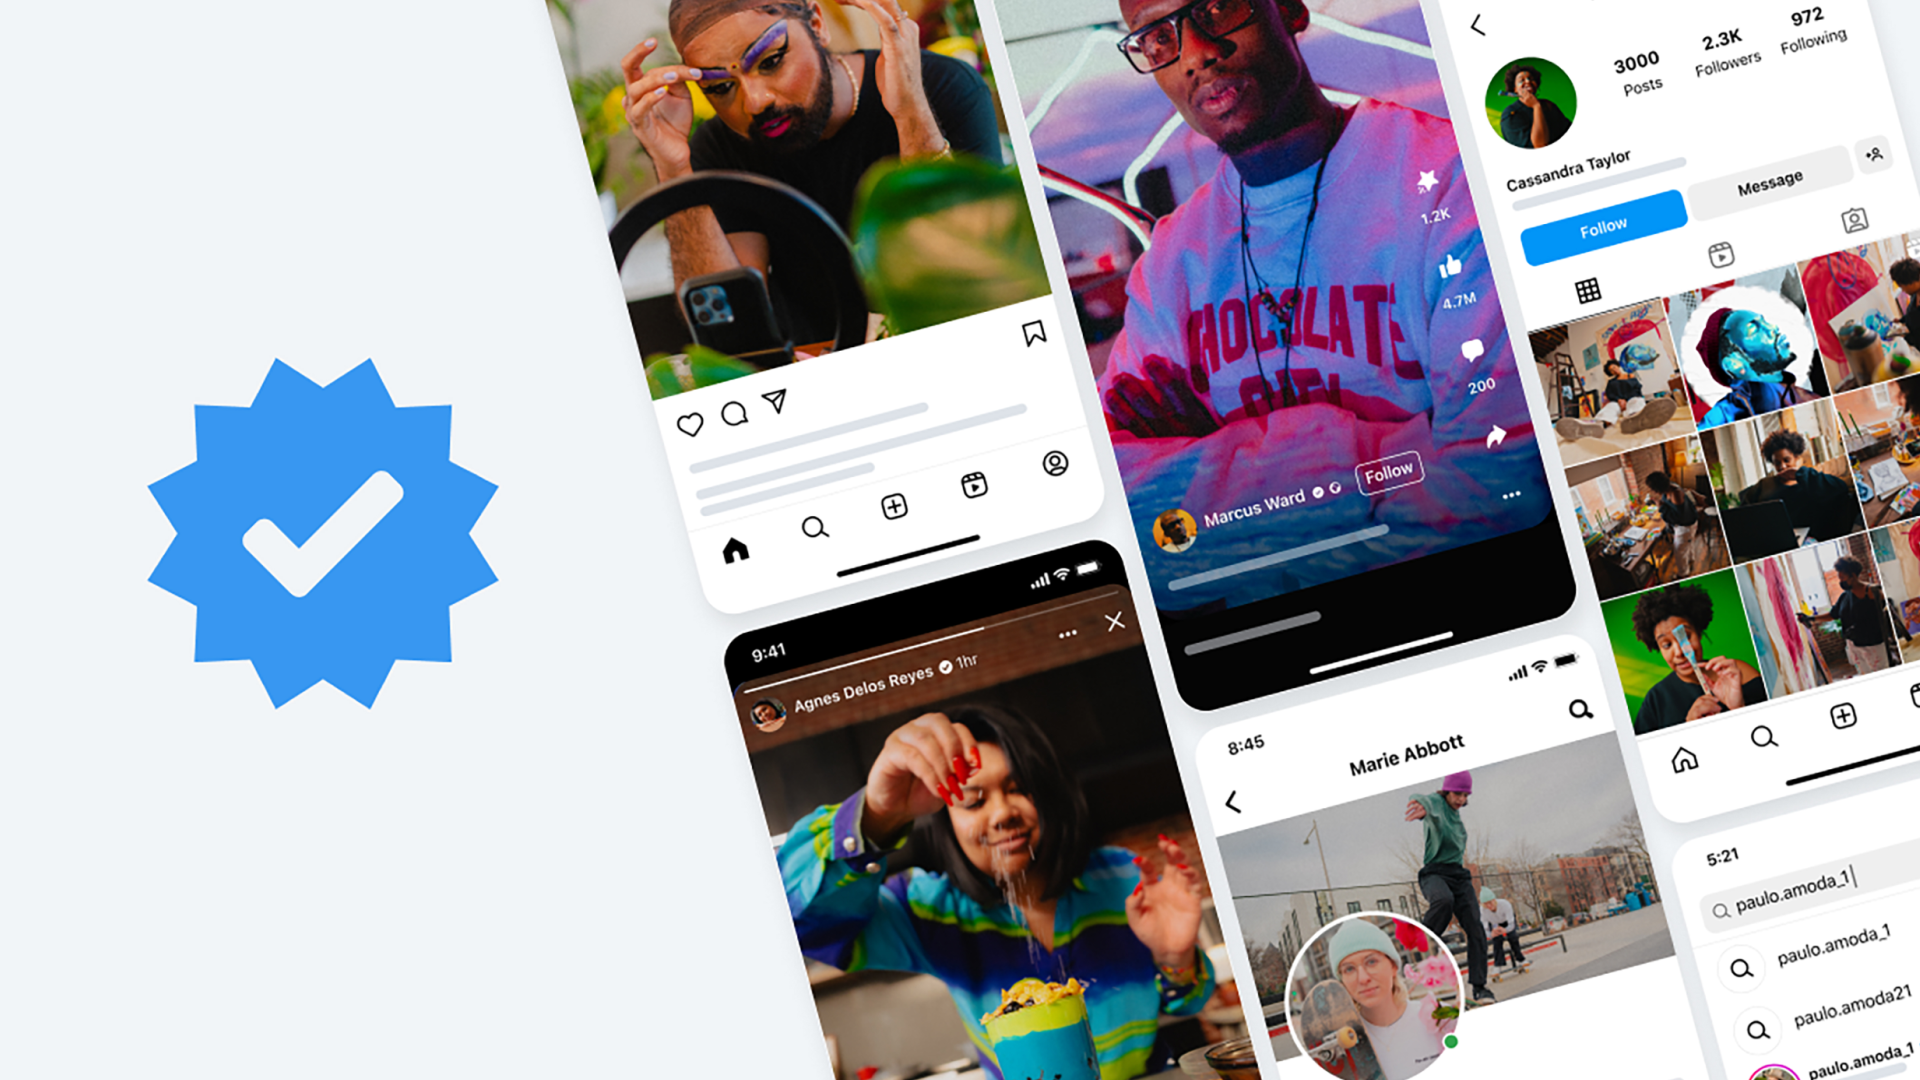 1.2K
4.7M
200
Marcus Ward
Follow
3000
Posts
2.3K
Followers
972
Following
Cassandra Taylor
Follow
Message
9:41
Agnes Delos Reyes 1hr
8:45
Marie Abbott
5:21
paulo.amoda_1
paulo.amoda_1
paulo.amoda21
paulo.amoda_1